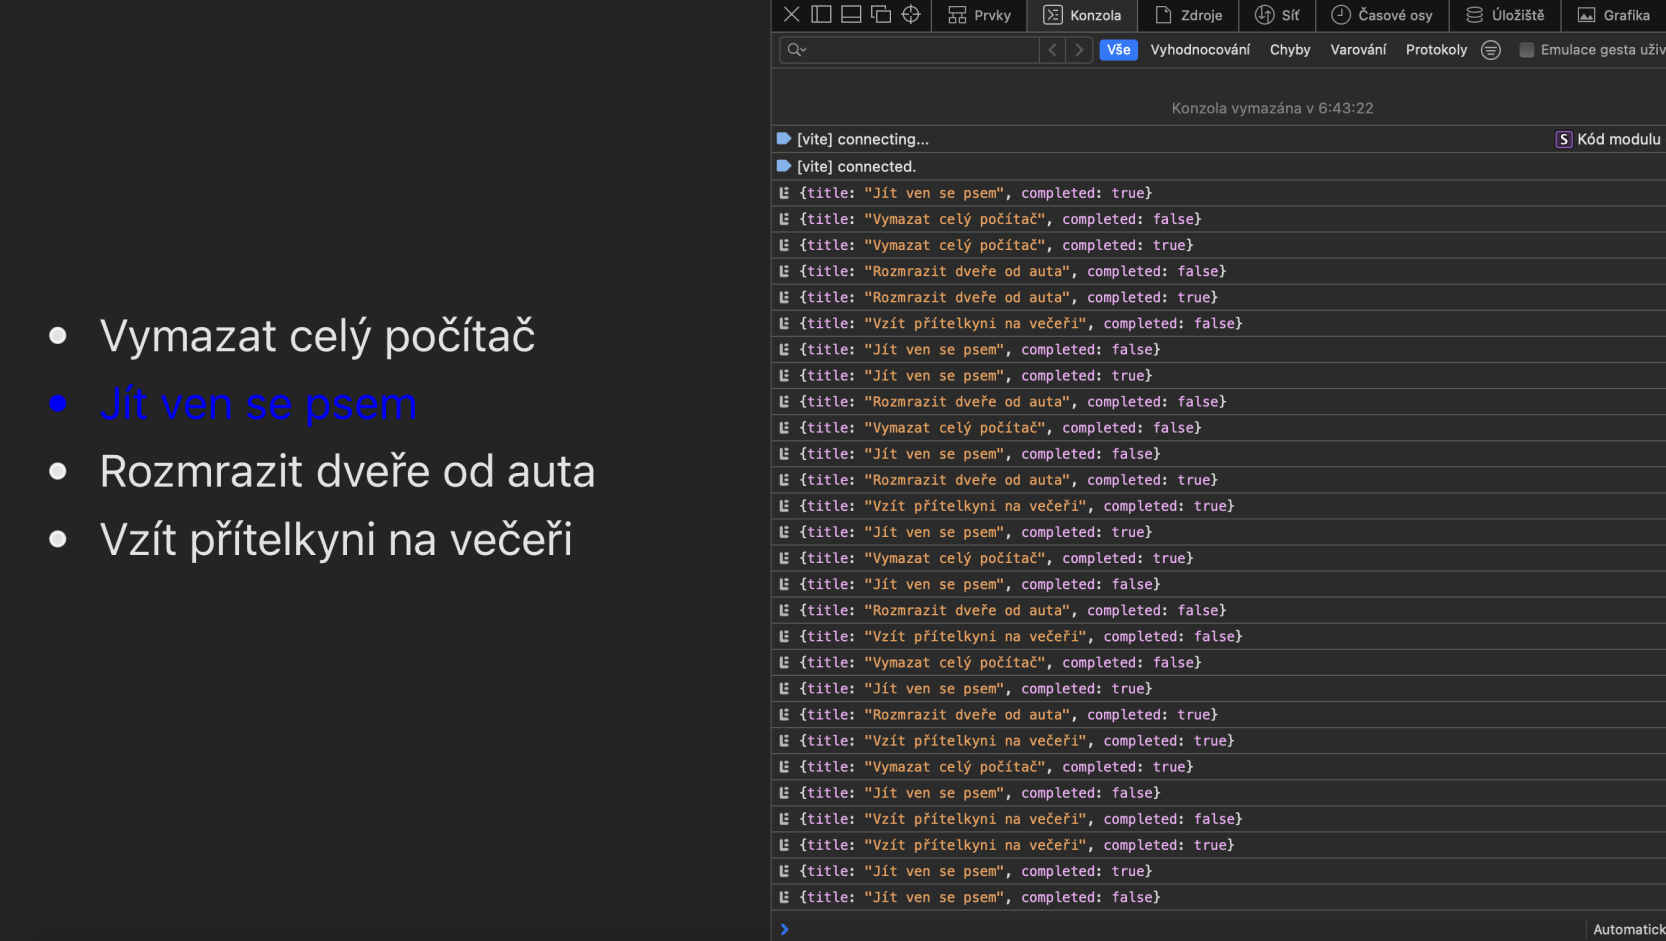 Vymazat celý počítač
Jít ven se psem
Rozmrazit dveře od auta
Vzít přítelkyni na večeři
Prvky Konzola Zdroje Síť Časové osy Úložiště Grafika
Vše Vyhodnocování Chyby Varování Protokoly Emulace gesta uživ
Konzola vymazána v 6:43:22
[vite] connecting... S Kód modulu
[vite] connected.
{title: "Jít ven se psem", completed: true}
{title: "Vymazat celý počítač", completed: false}
{title: "Vymazat celý počítač", completed: true}
{title: "Rozmrazit dveře od auta", completed: false}
{title: "Rozmrazit dveře od auta", completed: true}
{title: "Vzít přítelkyni na večeři", completed: false}
{title: "Jít ven se psem", completed: false}
{title: "Jít ven se psem", completed: true}
{title: "Rozmrazit dveře od auta", completed: false}
{title: "Vymazat celý počítač", completed: false}
{title: "Jít ven se psem", completed: false}
{title: "Rozmrazit dveře od auta", completed: true}
{title: "Vzít přítelkyni na večeři", completed: true}
{title: "Jít ven se psem", completed: true}
{title: "Vymazat celý počítač", completed: true}
{title: "Jít ven se psem", completed: false}
{title: "Rozmrazit dveře od auta", completed: false}
{title: "Vzít přítelkyni na večeři", completed: false}
{title: "Vymazat celý počítač", completed: false}
{title: "Jít ven se psem", completed: true}
{title: "Rozmrazit dveře od auta", completed: true}
{title: "Vzít přítelkyni na večeři", completed: true}
{title: "Vymazat celý počítač", completed: true}
{title: "Jít ven se psem", completed: false}
{title: "Vzít přítelkyni na večeři", completed: false}
{title: "Vzít přítelkyni na večeři", completed: true}
{title: "Jít ven se psem", completed: true}
{title: "Jít ven se psem", completed: false}
Automatick